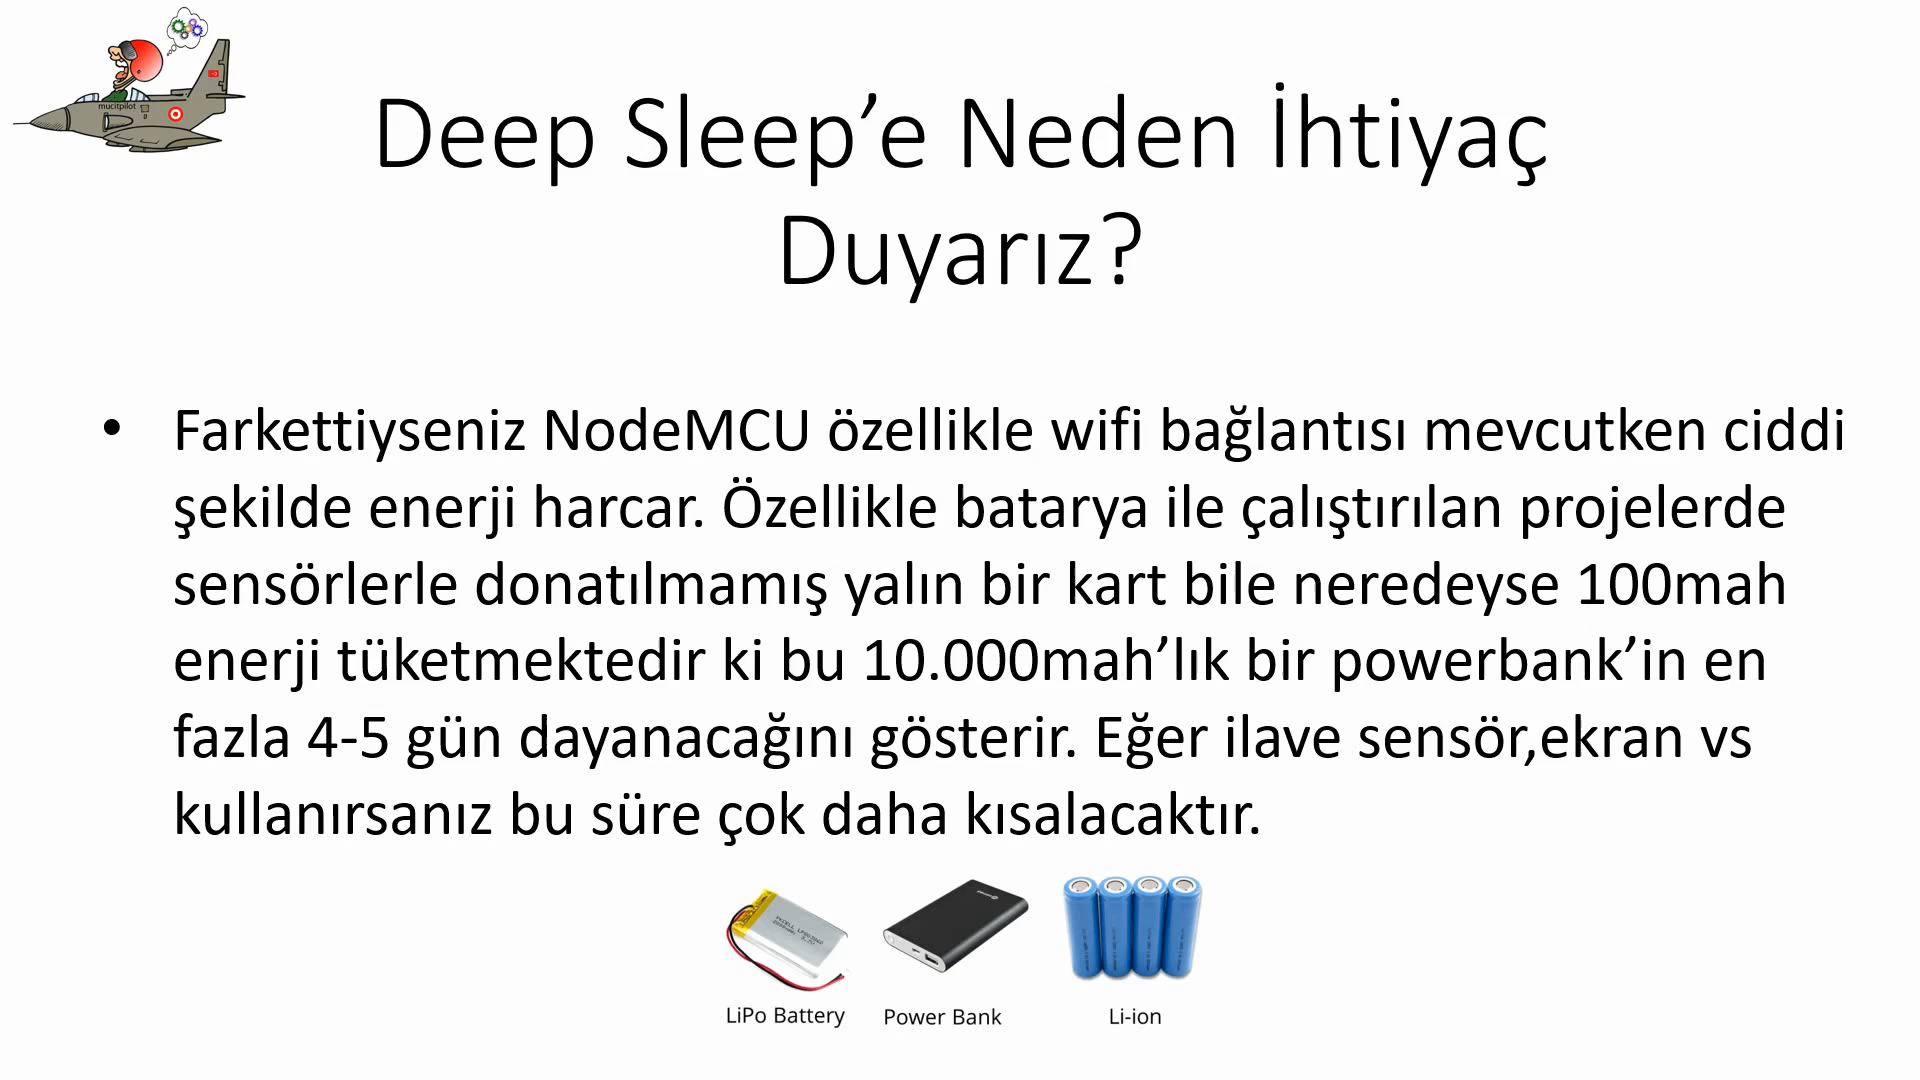 mucitpilot
Deep Sleep’e Neden İhtiyaç
Duyarız?
• Farkettiyseniz NodeMCU özellikle wifi bağlantısı mevcutken ciddi
şekilde enerji harcar. Özellikle batarya ile çalıştırılan projelerde
sensörlerle donatılmamış yalın bir kart bile neredeyse 100mah
enerji tüketmektedir ki bu 10.000mah’lık bir powerbank’in en
fazla 4-5 gün dayanacağını gösterir. Eğer ilave sensör,ekran vs
kullanırsanız bu süre çok daha kısalacaktır.
LiPo Battery
Power Bank
Li-ion